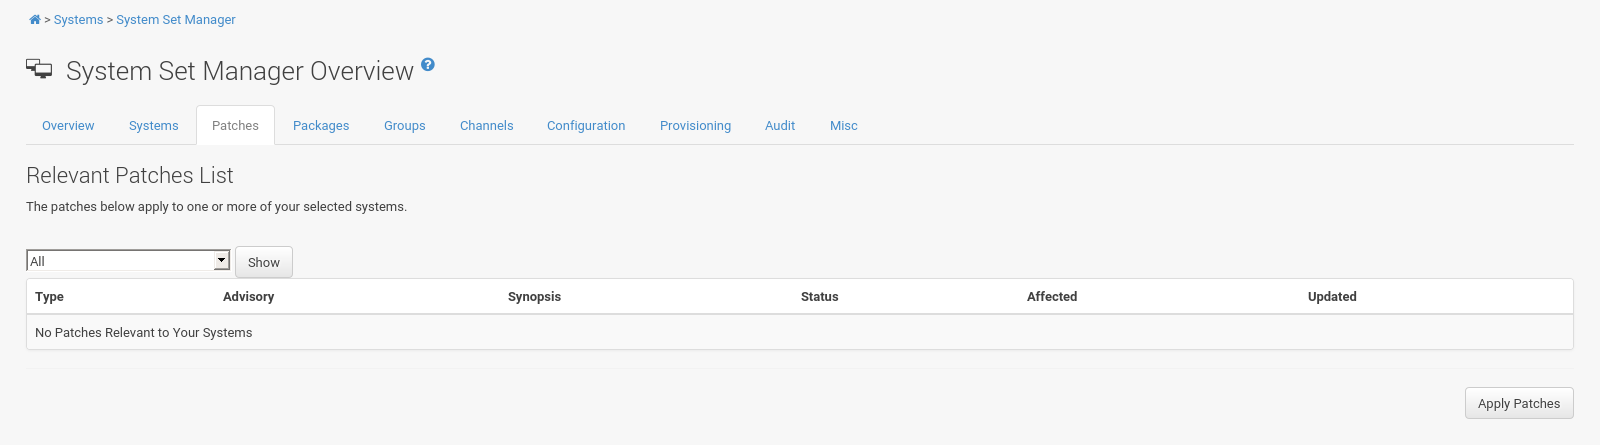 > Systems > System Set Manager
System Set Manager Overview ?
Overview Systems Patches Packages Groups Channels Configuration Provisioning Audit Misc
Relevant Patches List
The patches below apply to one or more of your selected systems.
All Show
Type Advisory Synopsis Status Affected Updated
No Patches Relevant to Your Systems
Apply Patches